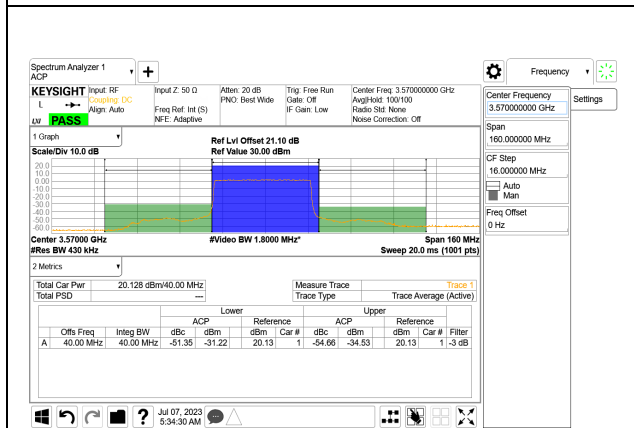 Spectrum Analyzer 1
ACP
Frequency
KEYSIGHT
L
LXI PASS
Input: RF
Coupling: DC
Align: Auto
Input Z: 50 Ω
Freq Ref: Int (S)
NFE: Adaptive
Atten: 20 dB
PNO: Best Wide
Trig: Free Run
Gate: Off
IF Gain: Low
Center Freq: 3.570000000 GHz
Avg|Hold: 100/100
Radio Std: None
Noise Correction: Off
Center Frequency
3.570000000 GHz
Settings
Span
160.000000 MHz
CF Step
16.000000 MHz
Auto
Man
Freq Offset
0 Hz
1 Graph
Scale/Div 10.0 dB
Ref Lvl Offset 21.10 dB
Ref Value 30.00 dBm
20.0
10.0
0.00
-10.0
-20.0
-30.0
-40.0
-50.0
-60.0
Center 3.57000 GHz
#Video BW 1.8000 MHz*
Span 160 MHz
#Res BW 430 kHz
Sweep 20.0 ms (1001 pts)
2 Metrics
Total Car Pwr 20.128 dBm/40.00 MHz
Total PSD ---
Measure Trace Trace 1
Trace Type Trace Average (Active)
Lower Upper
ACP Reference ACP Reference
Offs Freq Integ BW dBc dBm dBm Car # dBc dBm dBm Car # Filter
A 40.00 MHz 40.00 MHz -51.35 -31.22 20.13 1 -54.66 -34.53 20.13 1 -3 dB
Jul 07, 2023
5:34:30 AM